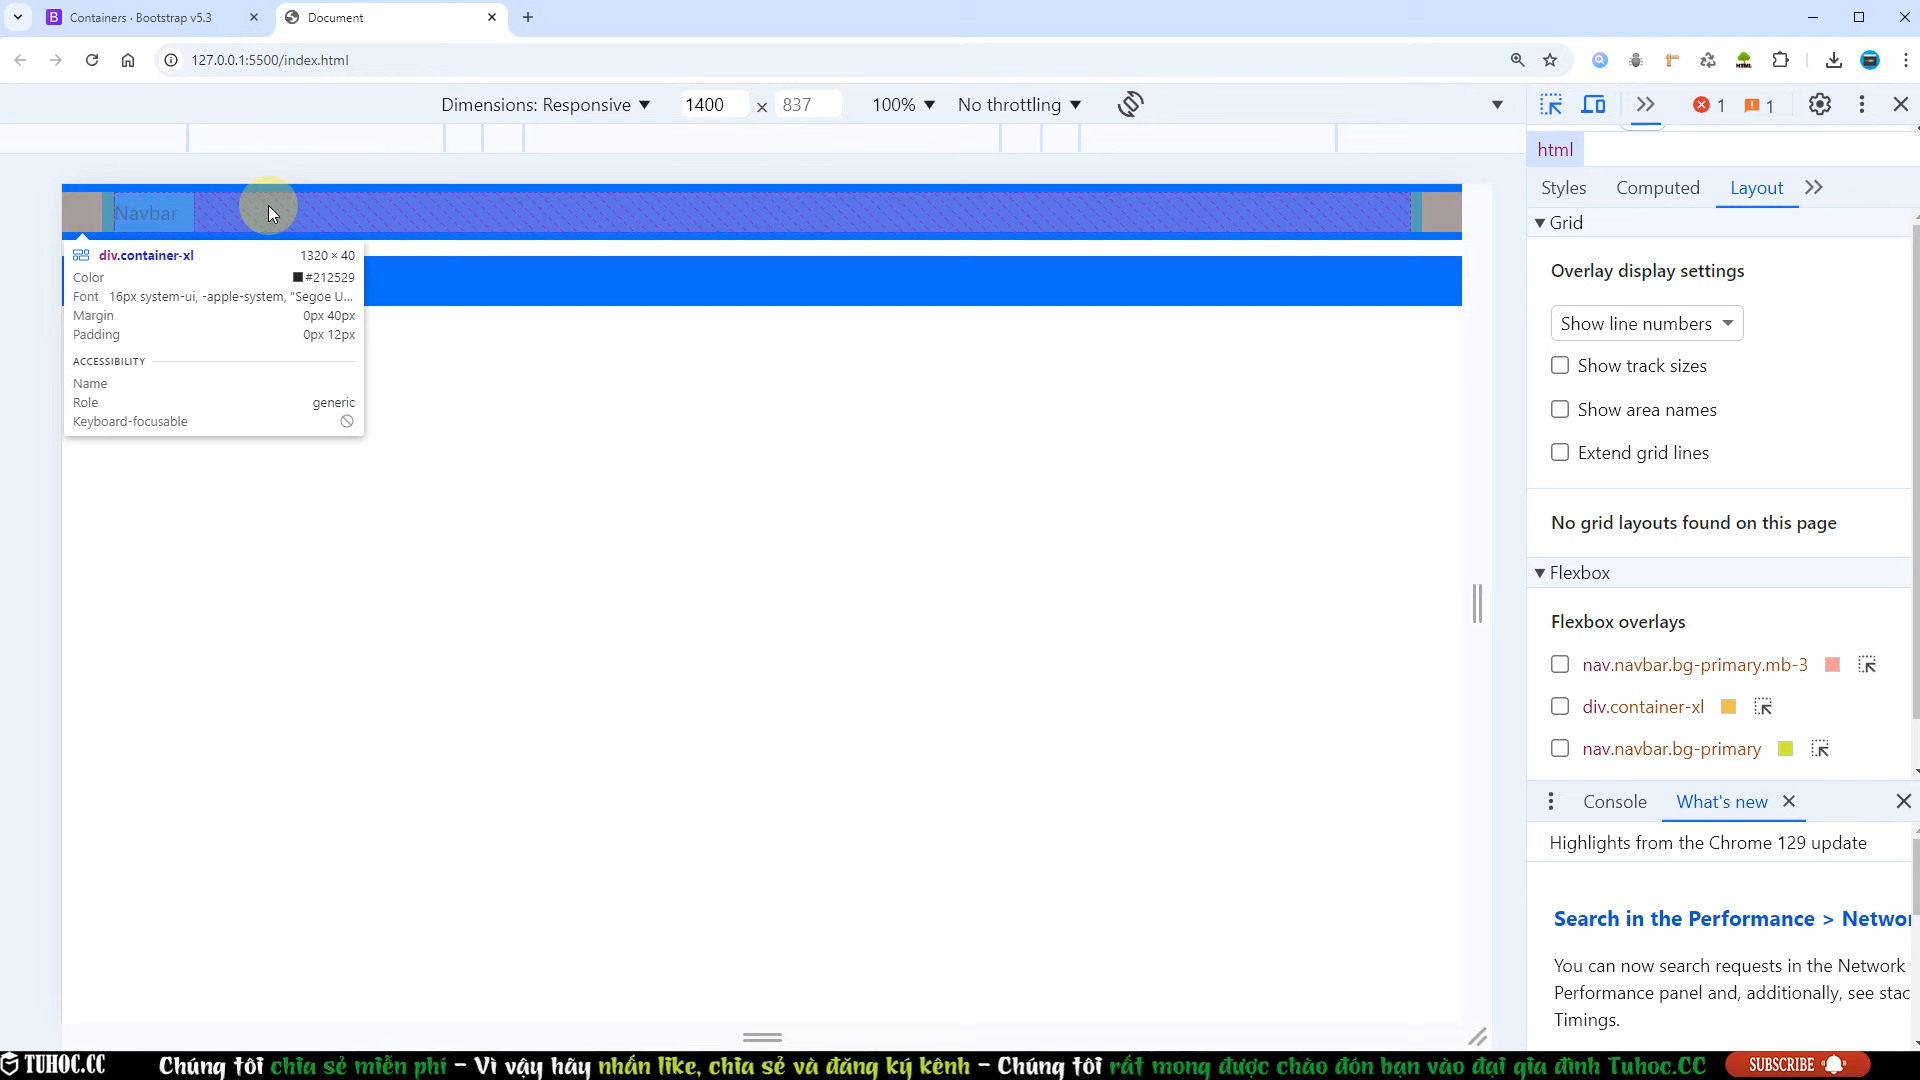 Containers · Bootstrap v5.3
Document
127.0.0.1:5500/index.html
Dimensions: Responsive 1400 × 837 100% No throttling
1 1
html
Styles Computed Layout
Navbar
div.container-xl 1320 × 40
Color #212529
Font 16px system-ui, -apple-system, "Segoe U...
Margin 0px 40px
Padding 0px 12px
ACCESSIBILITY
Name
Role generic
Keyboard-focusable
Grid
Overlay display settings
Show line numbers
Show track sizes
Show area names
Extend grid lines
No grid layouts found on this page
Flexbox
Flexbox overlays
nav.navbar.bg-primary.mb-3
div.container-xl
nav.navbar.bg-primary
Console What's new
Highlights from the Chrome 129 update
Search in the Performance > Networ
You can now search requests in the Network
Performance panel and, additionally, see stac
Timings.
TUHOC.CC Chúng tôi chia sẻ miễn phí - Vì vậy hãy nhấn like, chia sẻ và đăng ký kênh - Chúng tôi rất mong được chào đón bạn vào đại gia đình Tuhoc.CC SUBSCRIBE